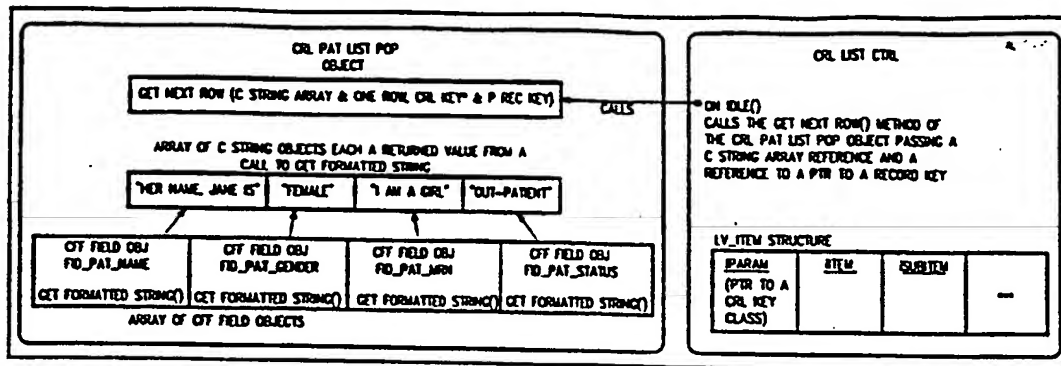 CRL PAT LIST POP
OBJECT
GET NEXT ROW (C STRING ARRAY & ONE ROW, CRL KEY* & P REC KEY)
ARRAY OF C STRING OBJECTS EACH A RETURNED VALUE FROM A
CALL TO GET FORMATTED STRING
"HER NAME, JANE IS" "FEMALE" "I AM A GIRL" "OUT-PATIENT"
CFF FIELD OBJ CFF FIELD OBJ CFF FIELD OBJ CFF FIELD OBJ
FID_PAT_NAME FID_PAT_GENDER FID_PAT_MRN FID_PAT_STATUS
GET FORMATTED STRING() GET FORMATTED STRING() GET FORMATTED STRING() GET FORMATTED STRING()
ARRAY OF CFF FIELD OBJECTS
CALLS
CRL LIST CTRL
ON IDLE()
CALLS THE GET NEXT ROW() METHOD OF
THE CRL PAT LIST POP OBJECT PASSING A
C STRING ARRAY REFERENCE AND A
REFERENCE TO A PTR TO A RECORD KEY
LV_ITEM STRUCTURE
IPARAM IITEM ISUBITEM
(PTR TO A
CRL KEY
CLASS)